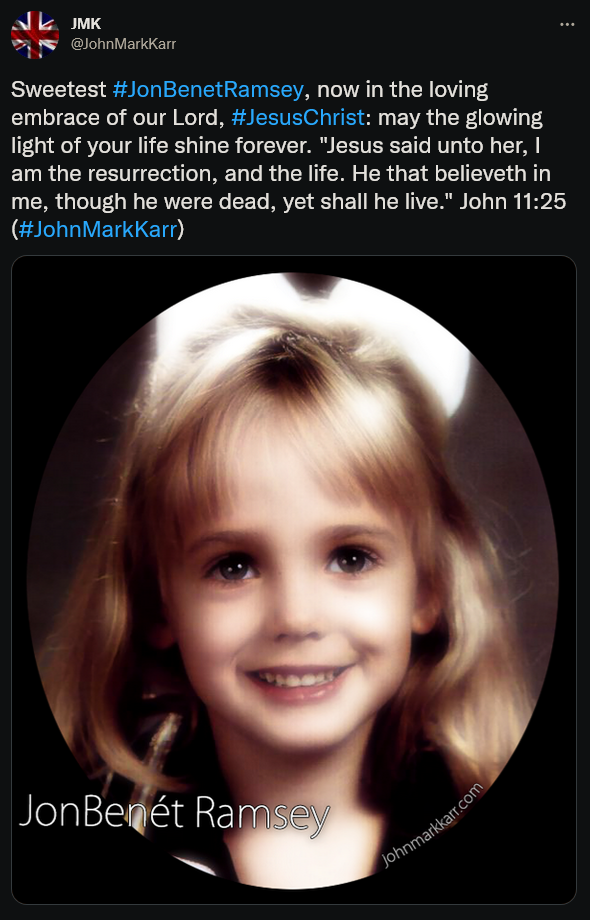 JMK
@JohnMarkKarr
Sweetest #JonBenetRamsey, now in the loving
embrace of our Lord, #JesusChrist: may the glowing
light of your life shine forever. "Jesus said unto her, I
am the resurrection, and the life. He that believeth in
me, though he were dead, yet shall he live." John 11:25
(#JohnMarkKarr)
JonBenét Ramsey
Johnmarkkarr.com